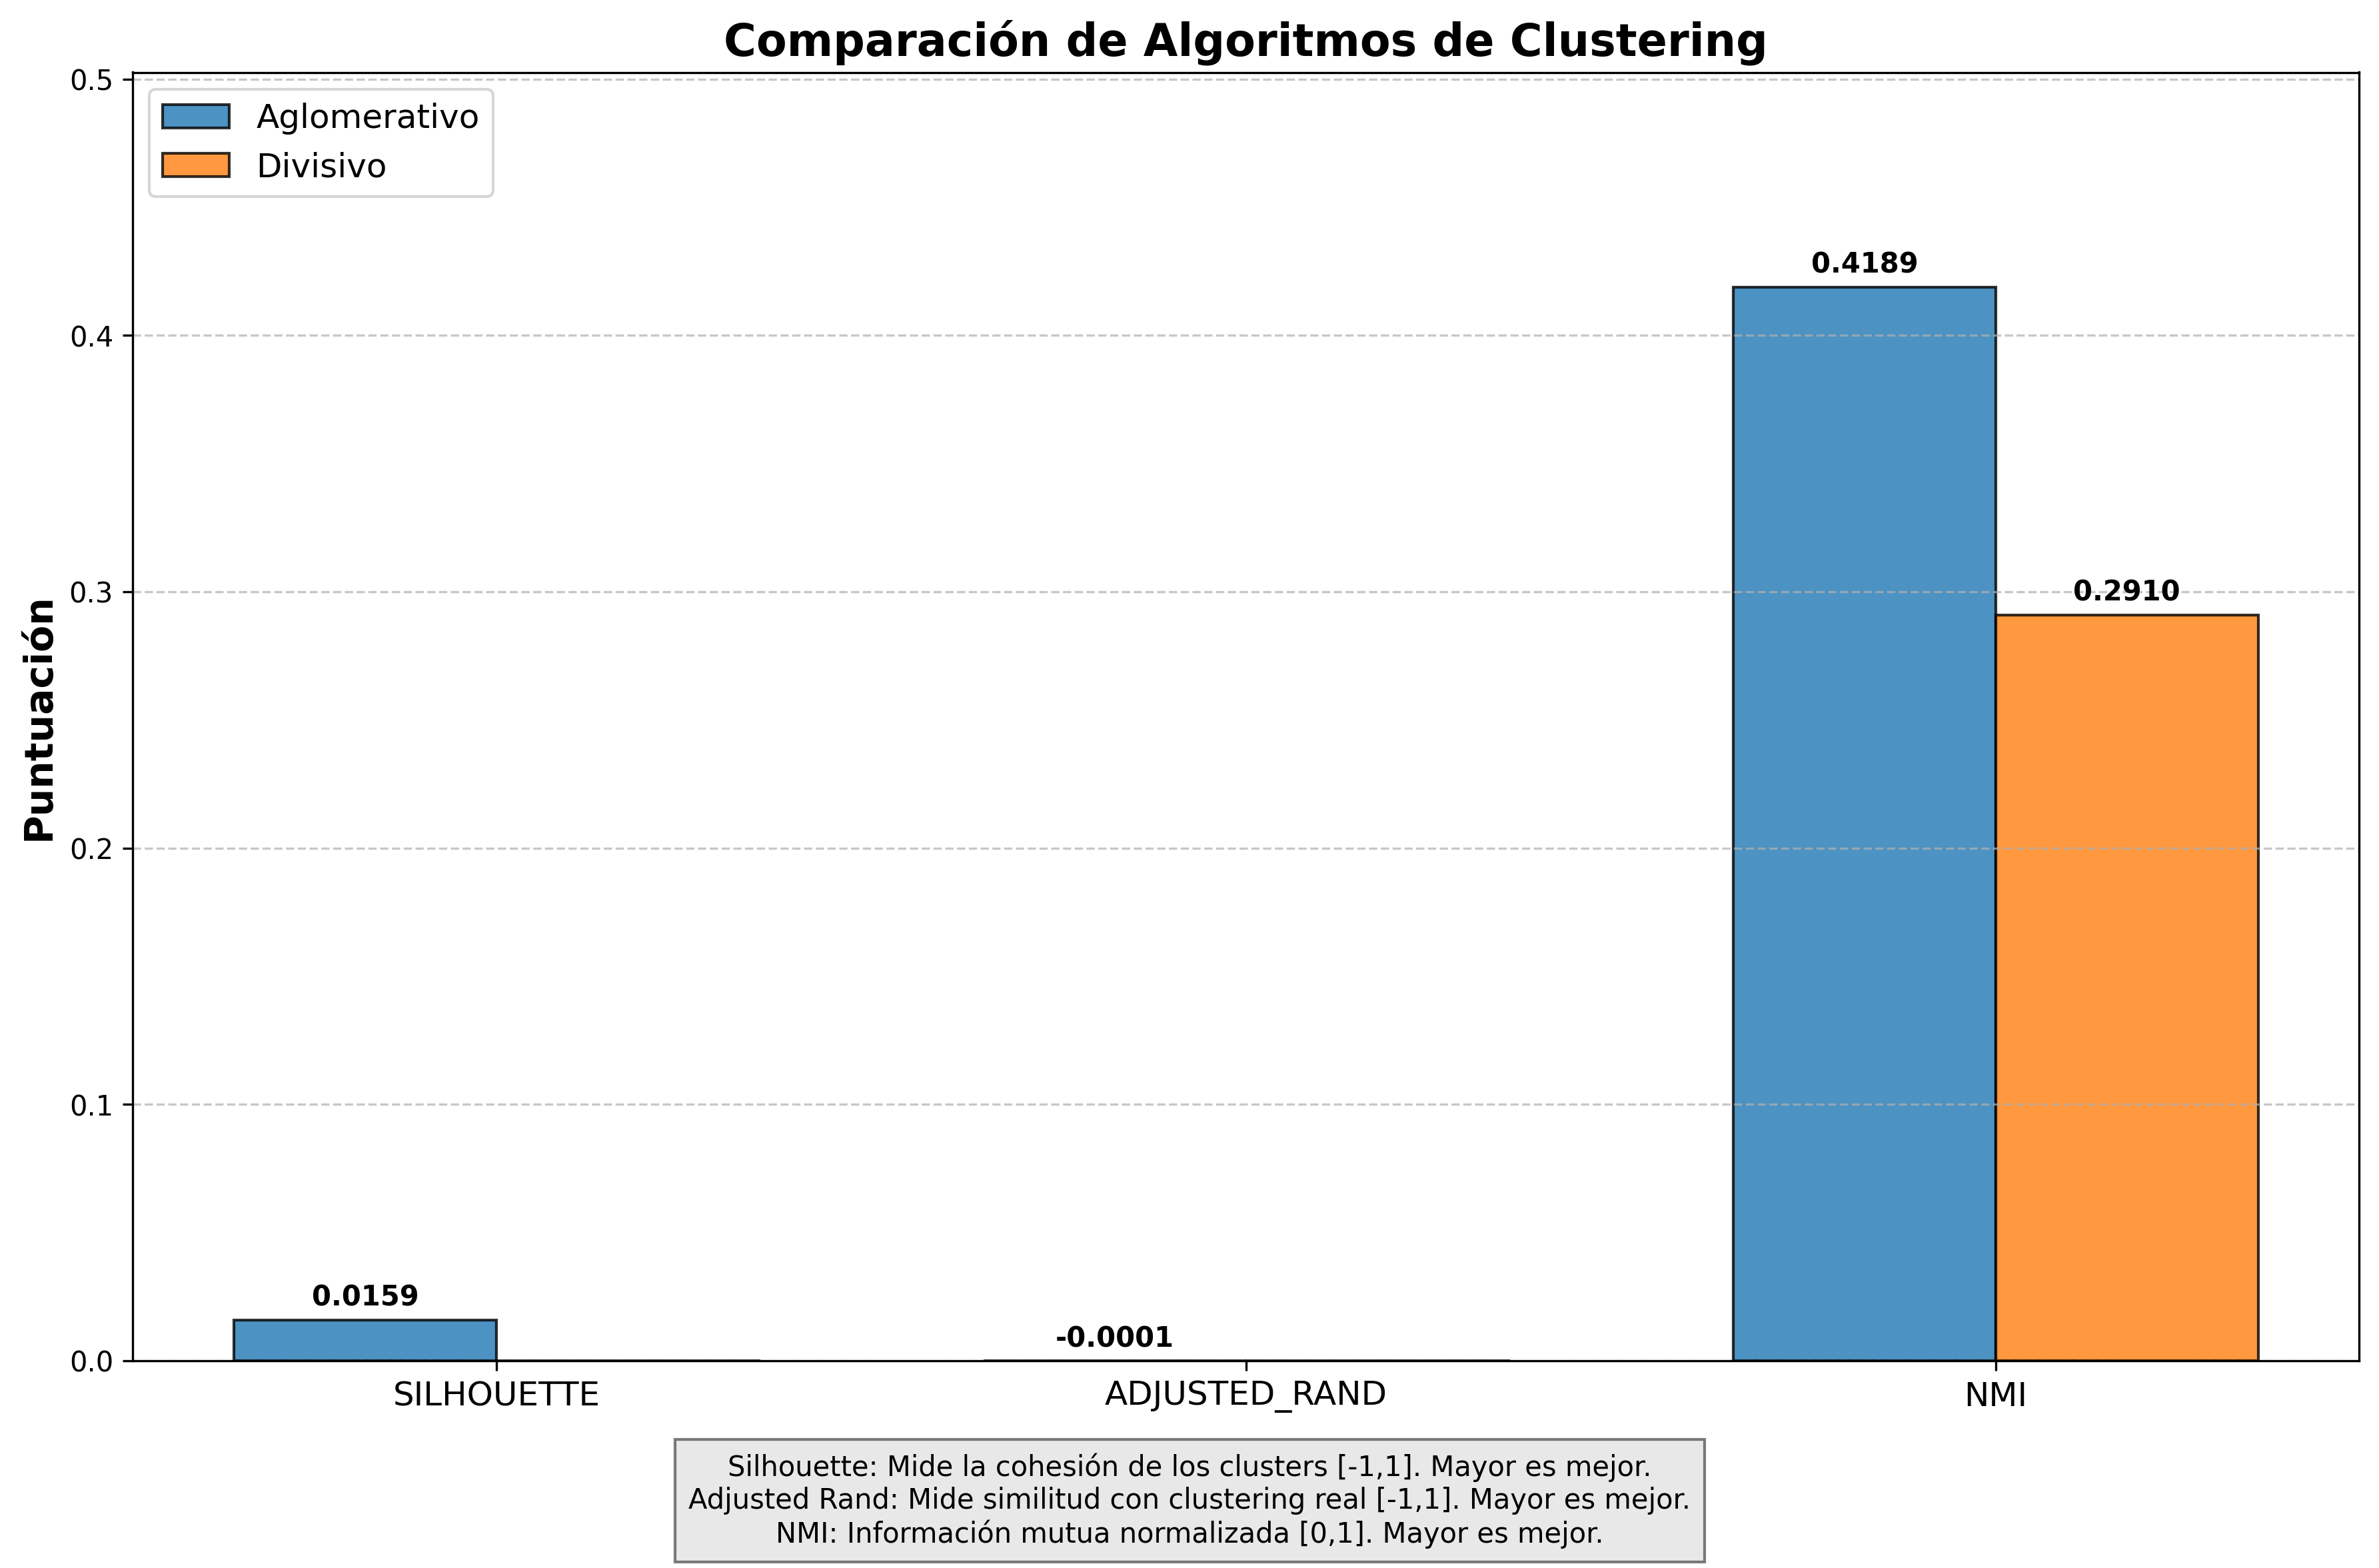 Comparación de Algoritmos de Clustering
Aglomerativo
Divisivo
Puntuación
0.5
0.4
0.3
0.2
0.1
0.0
0.0159
-0.0001
0.4189
0.2910
SILHOUETTE
ADJUSTED_RAND
NMI
Silhouette: Mide la cohesión de los clusters [-1,1]. Mayor es mejor.
Adjusted Rand: Mide similitud con clustering real [-1,1]. Mayor es mejor.
NMI: Información mutua normalizada [0,1]. Mayor es mejor.